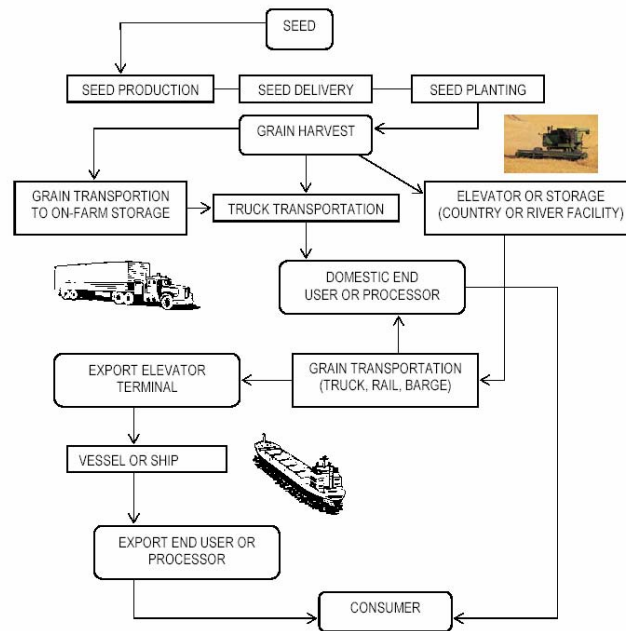 SEED
SEED PRODUCTION
SEED DELIVERY
SEED PLANTING
GRAIN HARVEST
GRAIN TRANSPORTION
TO ON-FARM STORAGE
TRUCK TRANSPORTATION
ELEVATOR OR STORAGE
(COUNTRY OR RIVER FACILITY)
DOMESTIC END
USER OR PROCESSOR
EXPORT ELEVATOR
TERMINAL
GRAIN TRANSPORTATION
(TRUCK, RAIL, BARGE)
VESSEL OR SHIP
EXPORT END USER OR
PROCESSOR
CONSUMER